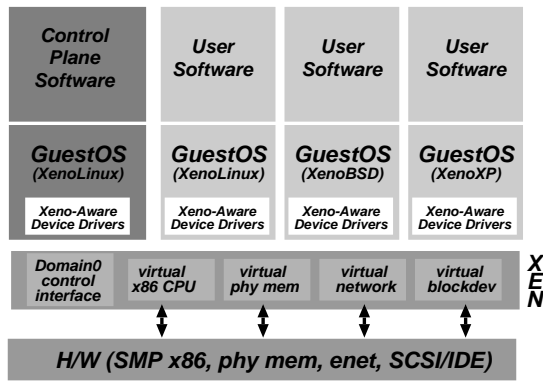 Control
Plane
Software
User
Software
User
Software
User
Software
GuestOS
(XenoLinux)
GuestOS
(XenoLinux)
GuestOS
(XenoBSD)
GuestOS
(XenoXP)
Xeno-Aware
Device Drivers
Xeno-Aware
Device Drivers
Xeno-Aware
Device Drivers
Xeno-Aware
Device Drivers
Domain0
control
interface
virtual
x86 CPU
virtual
phy mem
virtual
network
virtual
blockdev
XEN
H/W (SMP x86, phy mem, enet, SCSI/IDE)